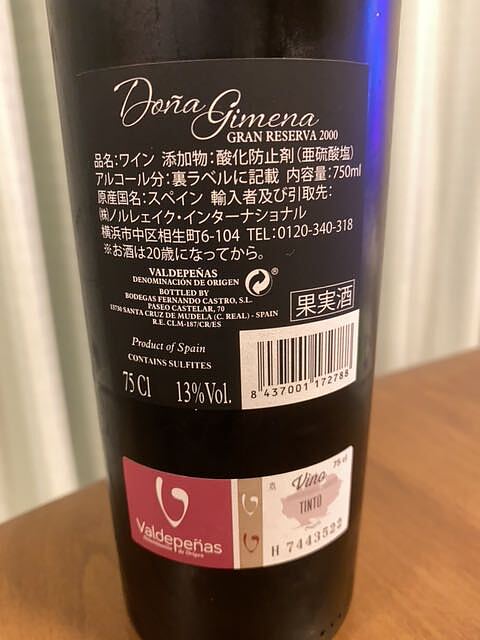 Doña Gimena
GRAN RESERVA 2000
品名:ワイン 添加物:酸化防止剤(亜硫酸塩)
アルコール分:裏ラベルに記載 内容量:750ml
原産国名:スペイン 輸入者及び引取先:
㈱ノルレェイク・インターナショナル
横浜市中区相生町6-104 TEL:0120-340-318
※お酒は20歳になってから。
VALDEPEÑAS
DENOMINACIÓN DE ORIGEN
BOTTLED BY
BODEGAS FERNANDO CASTRO, S.L.
PASEO CASTELAR, 70
13730 SANTA CRUZ DE MUDELA (C. REAL) - SPAIN
R.E. CLM-187/CR/ES
®
果実酒
Product of Spain
CONTAINS SULFITES
75 Cl 13%Vol.
8 437001 172788
Valdepeñas
Denominación de Origen
75 cl
Vino
TINTO
H 7443522